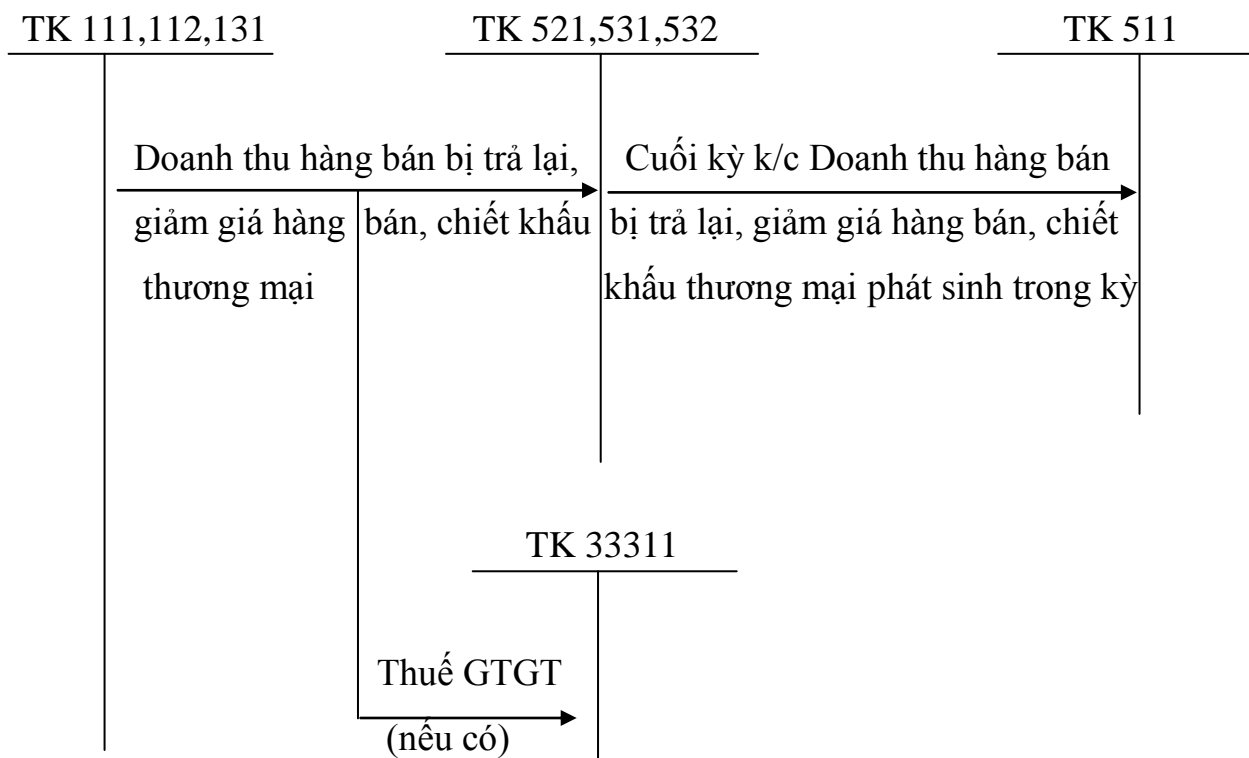 TK 111,112,131
TK 521,531,532
TK 511
Doanh thu hàng bán bị trả lại,
giảm giá hàng bán, chiết khấu
thương mại
Cuối kỳ k/c Doanh thu hàng bán
bị trả lại, giảm giá hàng bán, chiết
khấu thương mại phát sinh trong kỳ
TK 33311
Thuế GTGT
(nếu có)